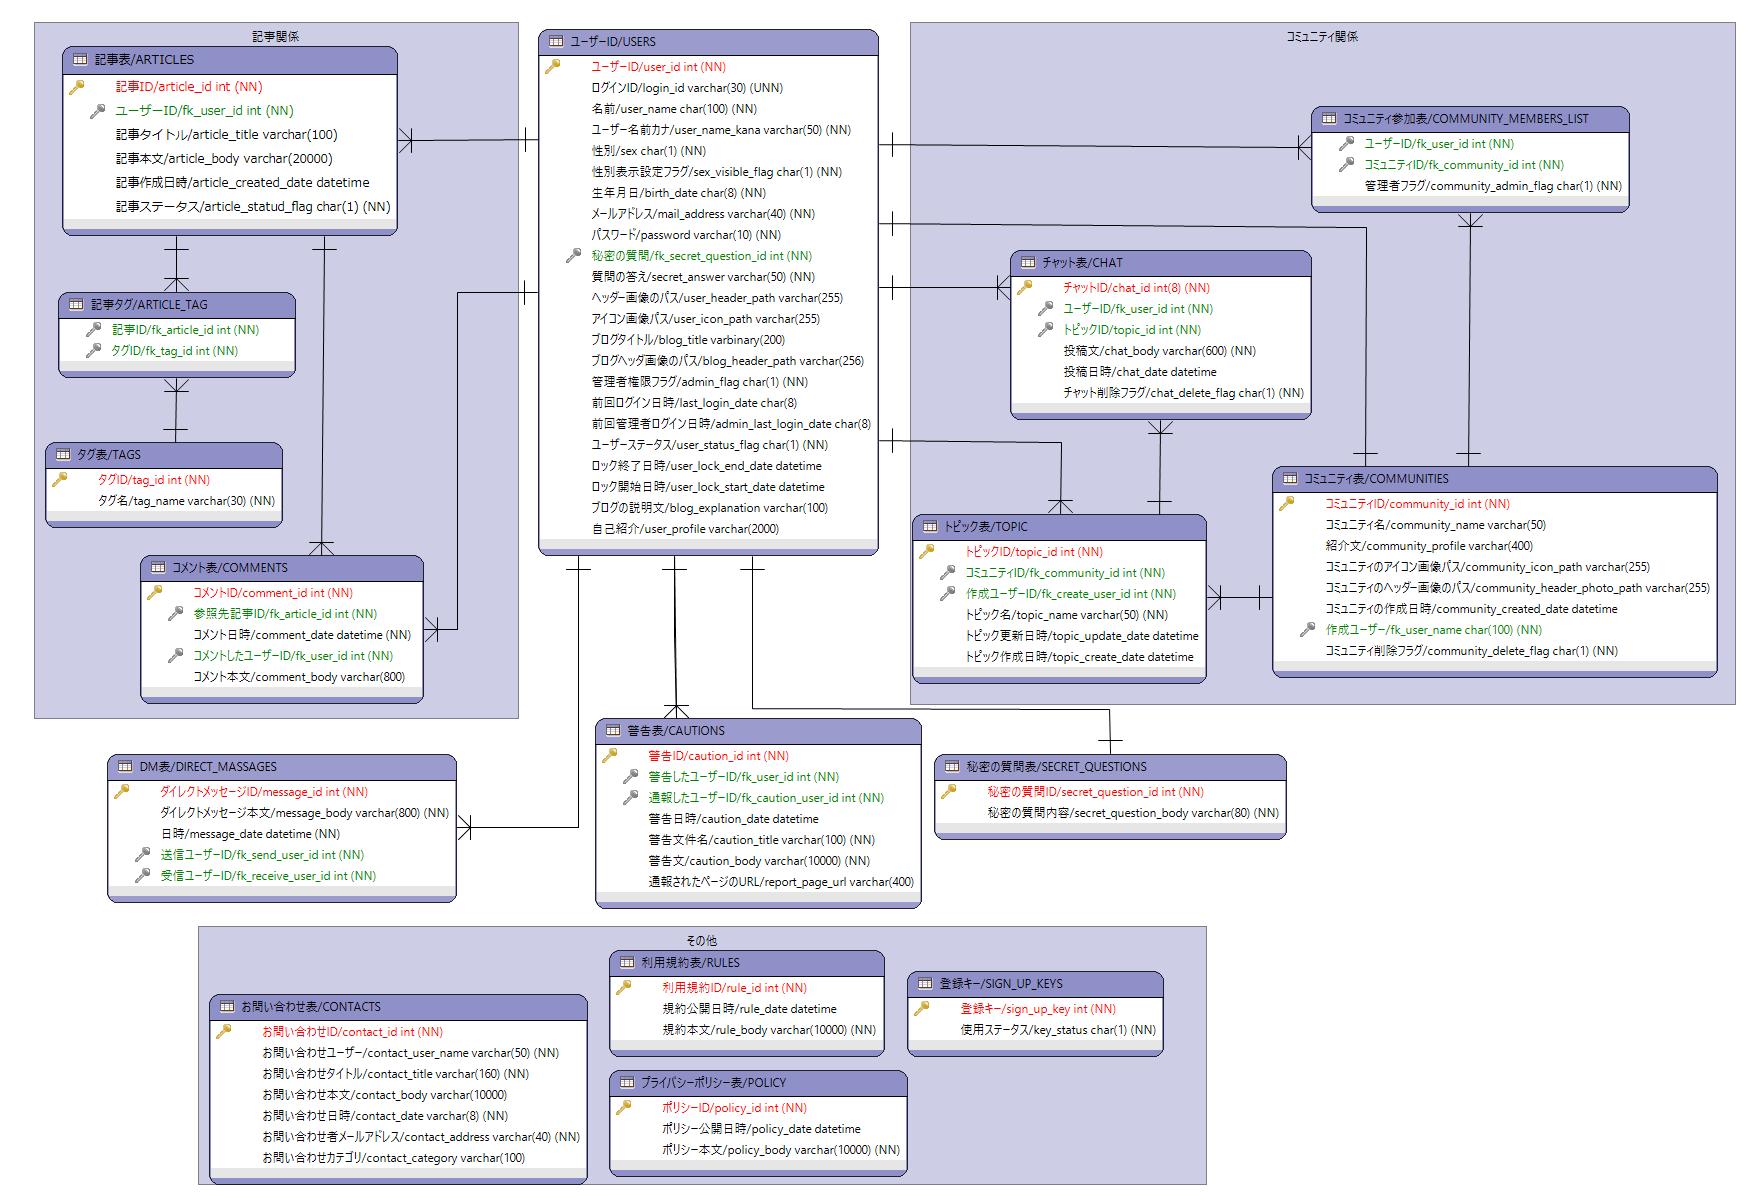 記事関係
記事表/ARTICLES
記事ID/article_id int (NN)
ユーザーID/fk_user_id int (NN)
記事タイトル/article_title varchar(100)
記事本文/article_body varchar(20000)
記事作成日時/article_created_date datetime
記事ステータス/article_statud_flag char(1) (NN)
記事タグ/ARTICLE_TAG
記事ID/fk_article_id int (NN)
タグID/fk_tag_id int (NN)
タグ表/TAGS
タグID/tag_id int (NN)
タグ名/tag_name varchar(30) (NN)
コメント表/COMMENTS
コメントID/comment_id int (NN)
参照先記事ID/fk_article_id int (NN)
コメント日時/comment_date datetime (NN)
コメントしたユーザーID/fk_user_id int (NN)
コメント本文/comment_body varchar(800)
ユーザーID/USERS
ユーザーID/user_id int (NN)
ログインID/login_id varchar(30) (UNN)
名前/user_name char(100) (NN)
ユーザー名前カナ/user_name_kana varchar(50) (NN)
性別/sex char(1) (NN)
性別表示設定フラグ/sex_visible_flag char(1) (NN)
生年月日/birth_date char(8) (NN)
メールアドレス/mail_address varchar(40) (NN)
パスワード/password varchar(10) (NN)
秘密の質問/fk_secret_question_id int (NN)
質問の答え/secret_answer varchar(50) (NN)
ヘッダー画像のパス/user_header_path varchar(255)
アイコン画像パス/user_icon_path varchar(255)
ブログタイトル/blog_title varbinary(200)
ブログヘッダ画像のパス/blog_header_path varchar(256)
管理者権限フラグ/admin_flag char(1) (NN)
前回ログイン日時/last_login_date char(8)
前回管理者ログイン日時/admin_last_login_date char(8)
ユーザーステータス/user_status_flag char(1) (NN)
ロック終了日時/user_lock_end_date datetime
ロック開始日時/user_lock_start_date datetime
ブログの説明文/blog_explanation varchar(100)
自己紹介/user_profile varchar(2000)
コミュニティ関係
コミュニティ参加表/COMMUNITY_MEMBERS_LIST
ユーザーID/fk_user_id int (NN)
コミュニティID/fk_community_id int (NN)
管理者フラグ/community_admin_flag char(1) (NN)
チャット表/CHAT
チャットID/chat_id int(8) (NN)
ユーザーID/fk_user_id int (NN)
トピックID/topic_id int (NN)
投稿文/chat_body varchar(600) (NN)
投稿日時/chat_date datetime
チャット削除フラグ/chat_delete_flag char(1) (NN)
トピック表/TOPIC
トピックID/topic_id int (NN)
コミュニティID/fk_community_id int (NN)
作成ユーザーID/fk_create_user_id int (NN)
トピック名/topic_name varchar(50) (NN)
トピック更新日時/topic_update_date datetime
トピック作成日時/topic_create_date datetime
コミュニティ表/COMMUNITIES
コミュニティID/community_id int (NN)
コミュニティ名/community_name varchar(50)
紹介文/community_profile varchar(400)
コミュニティのアイコン画像パス/community_icon_path varchar(255)
コミュニティのヘッダー画像のパス/community_header_photo_path varchar(255)
コミュニティの作成日時/community_created_date datetime
作成ユーザー/fk_user_name char(100) (NN)
コミュニティ削除フラグ/community_delete_flag char(1) (NN)
DM表/DIRECT_MASSAGES
ダイレクトメッセージID/message_id int (NN)
ダイレクトメッセージ本文/message_body varchar(800) (NN)
日時/message_date datetime (NN)
送信ユーザーID/fk_send_user_id int (NN)
受信ユーザーID/fk_receive_user_id int (NN)
警告表/CAUTIONS
警告ID/caution_id int (NN)
警告したユーザーID/fk_user_id int (NN)
通報したユーザーID/fk_caution_user_id int (NN)
警告日時/caution_date datetime
警告文件名/caution_title varchar(100) (NN)
警告文/caution_body varchar(10000) (NN)
通報されたページのURL/report_page_url varchar(400)
秘密の質問表/SECRET_QUESTIONS
秘密の質問ID/secret_question_id int (NN)
秘密の質問内容/secret_question_body varchar(80) (NN)
その他
お問い合わせ表/CONTACTS
お問い合わせID/contact_id int (NN)
お問い合わせユーザー/contact_user_name varchar(50) (NN)
お問い合わせタイトル/contact_title varchar(160) (NN)
お問い合わせ本文/contact_body varchar(10000)
お問い合わせ日時/contact_date varchar(8) (NN)
お問い合わせ者メールアドレス/contact_address varchar(40) (NN)
お問い合わせカテゴリ/contact_category varchar(100)
利用規約表/RULES
利用規約ID/rule_id int (NN)
規約公開日時/rule_date datetime
規約本文/rule_body varchar(10000) (NN)
登録キー/SIGN_UP_KEYS
登録キー/sign_up_key int (NN)
使用ステータス/key_status char(1) (NN)
プライバシーポリシー表/POLICY
ポリシーID/policy_id int (NN)
ポリシー公開日時/policy_date datetime
ポリシー本文/policy_body varchar(10000) (NN)